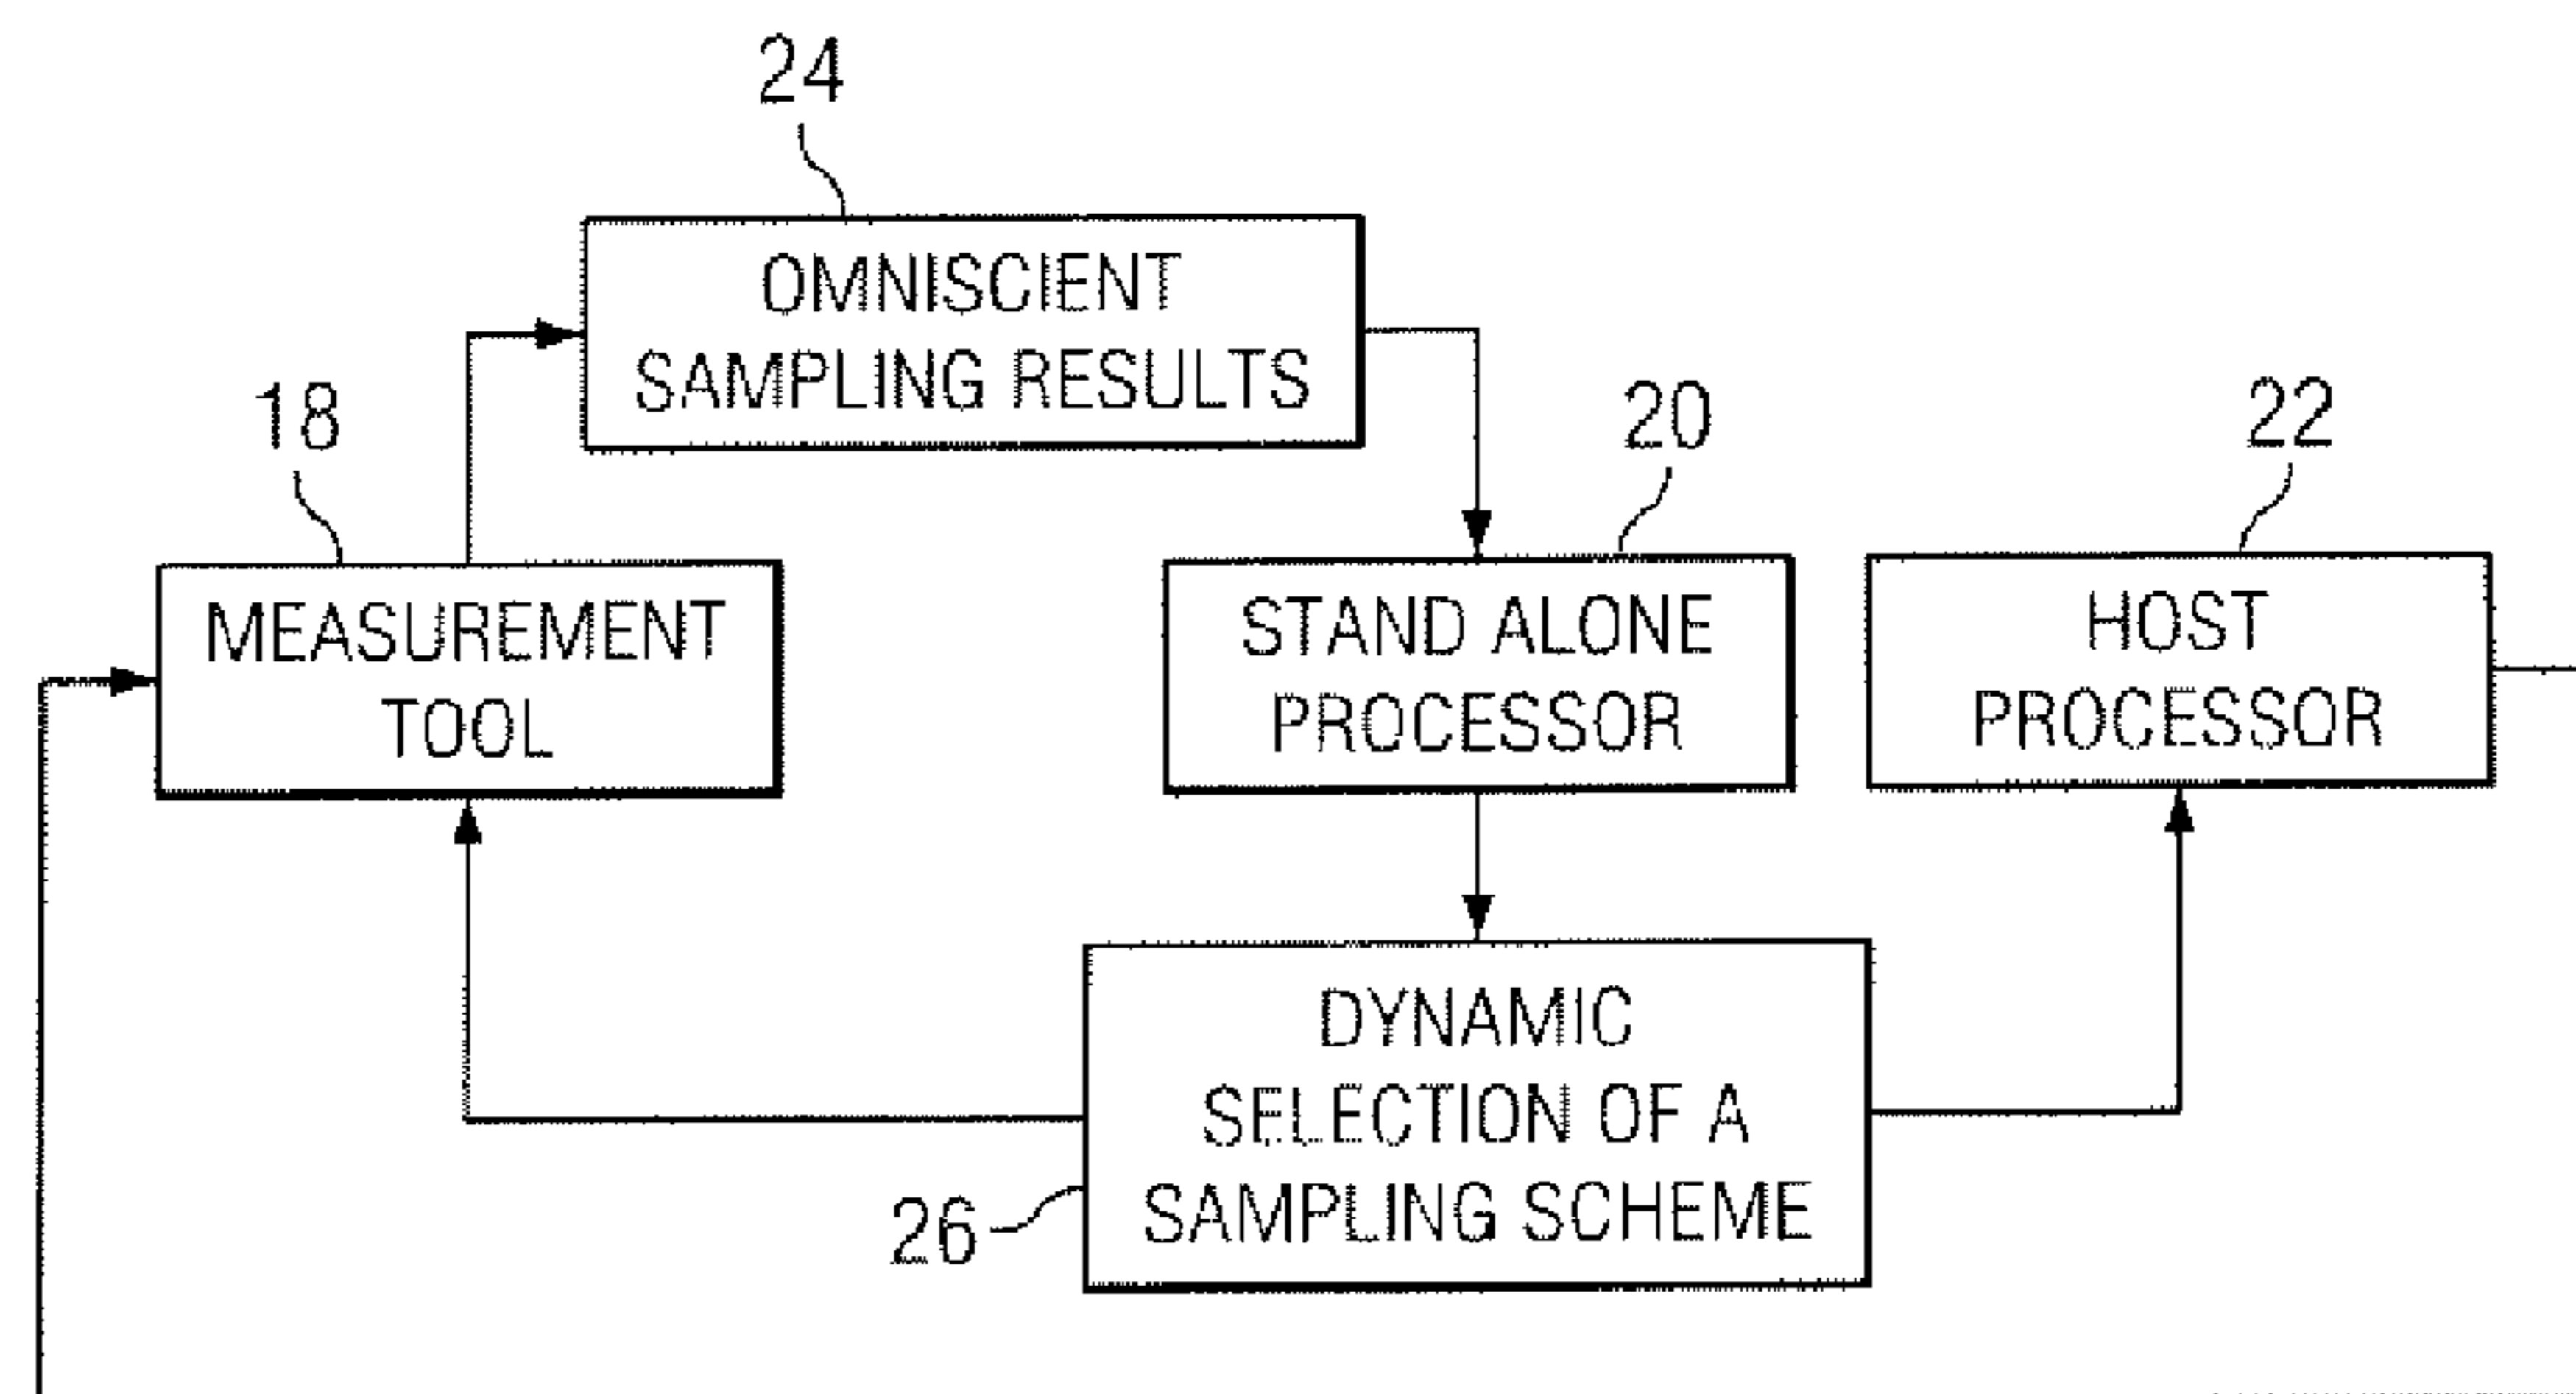 24
OMNISCIENT
SAMPLING RESULTS
18
20
22
MEASUREMENT
TOOL
STAND ALONE
PROCESSOR
HOST
PROCESSOR
DYNAMIC
SELECTION OF A
SAMPLING SCHEME
26